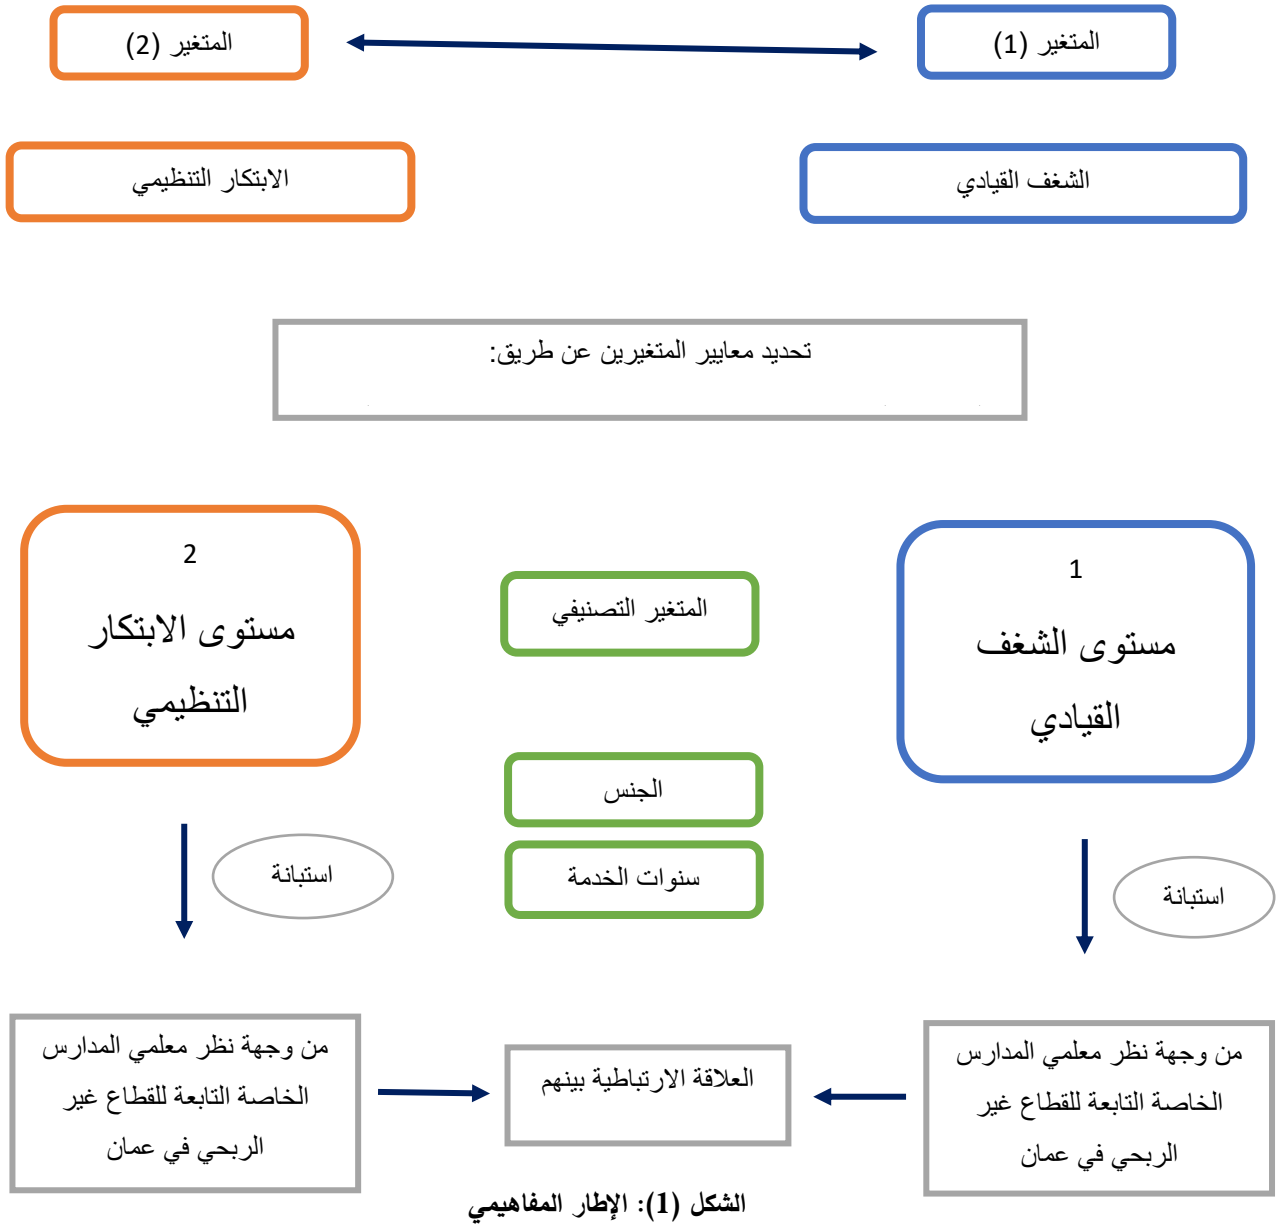 المتغير (1)
المتغير (2)
الشغف القيادي
الابتكار التنظيمي
تحديد معايير المتغيرين عن طريق:
1
مستوى الشغف
القيادي
المتغير التصنيفي
2
مستوى الابتكار
التنظيمي
الجنس
سنوات الخدمة
استبانة
استبانة
من وجهة نظر معلمي المدارس
الخاصة التابعة للقطاع غير
الربحي في عمان
العلاقة الارتباطية بينهم
من وجهة نظر معلمي المدارس
الخاصة التابعة للقطاع غير
الربحي في عمان
الشكل (1): الإطار المفاهيمي